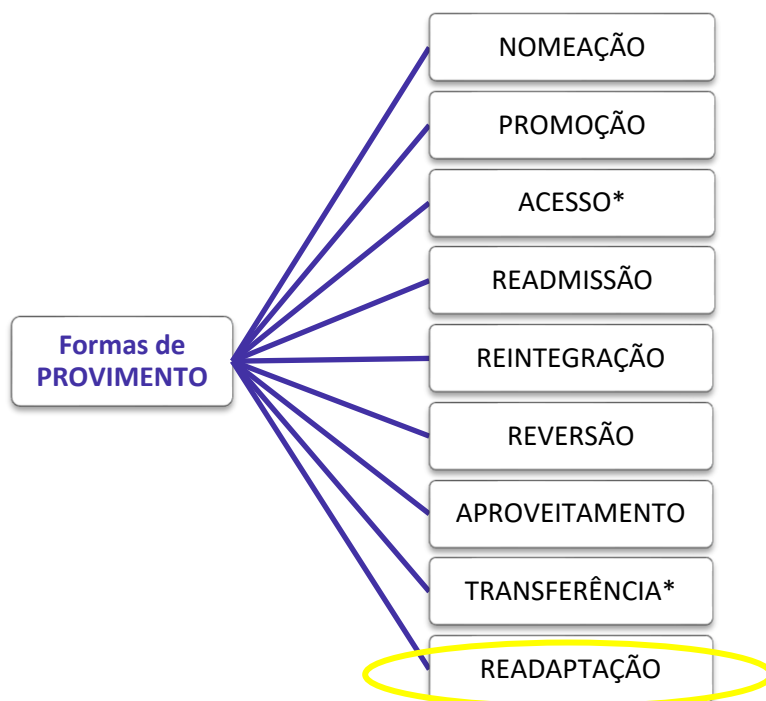 NOMEAÇÃO
PROMOÇÃO
ACESSO*
READMISSÃO
Formas de
PROVIMENTO
REINTEGRAÇÃO
REVERSÃO
APROVEITAMENTO
TRANSFERÊNCIA*
READAPTAÇÃO